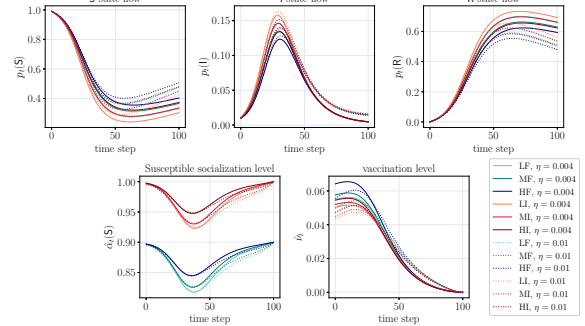 S-state flow I-state flow R-state flow
1.0
0.8
0.6
0.4
p_t(S)
0 50 100
time step
0.15
0.10
0.05
0.00
p_t(I)
0 50 100
time step
0.6
0.4
0.2
0.0
p_t(R)
0 50 100
time step
Susceptible socialization level
1.00
0.95
0.90
0.85
α̂_t(S)
0 50 100
time step
vaccination level
0.06
0.04
0.02
0.00
ν̂_t
0 50 100
time step
LF, η = 0.004
MF, η = 0.004
HF, η = 0.004
LI, η = 0.004
MI, η = 0.004
HI, η = 0.004
LF, η = 0.01
MF, η = 0.01
HF, η = 0.01
LI, η = 0.01
MI, η = 0.01
HI, η = 0.01